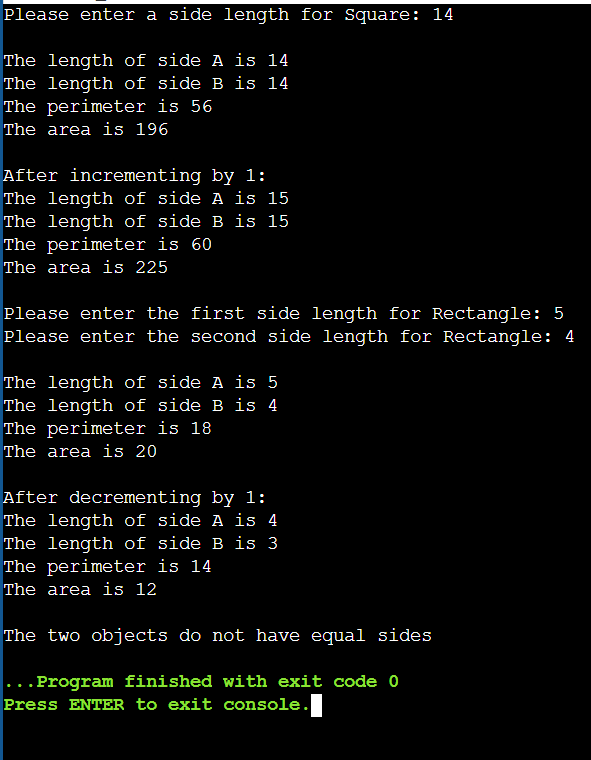 Please enter a side length for Square: 14
The length of side A is 14
The length of side B is 14
The perimeter is 56
The area is 196
After incrementing by 1:
The length of side A is 15
The length of side B is 15
The perimeter is 60
The area is 225
Please enter the first side length for Rectangle: 5
Please enter the second side length for Rectangle: 4
The length of side A is 5
The length of side B is 4
The perimeter is 18
The area is 20
After decrementing by 1:
The length of side A is 4
The length of side B is 3
The perimeter is 14
The area is 12
The two objects do not have equal sides
...Program finished with exit code 0
Press ENTER to exit console.